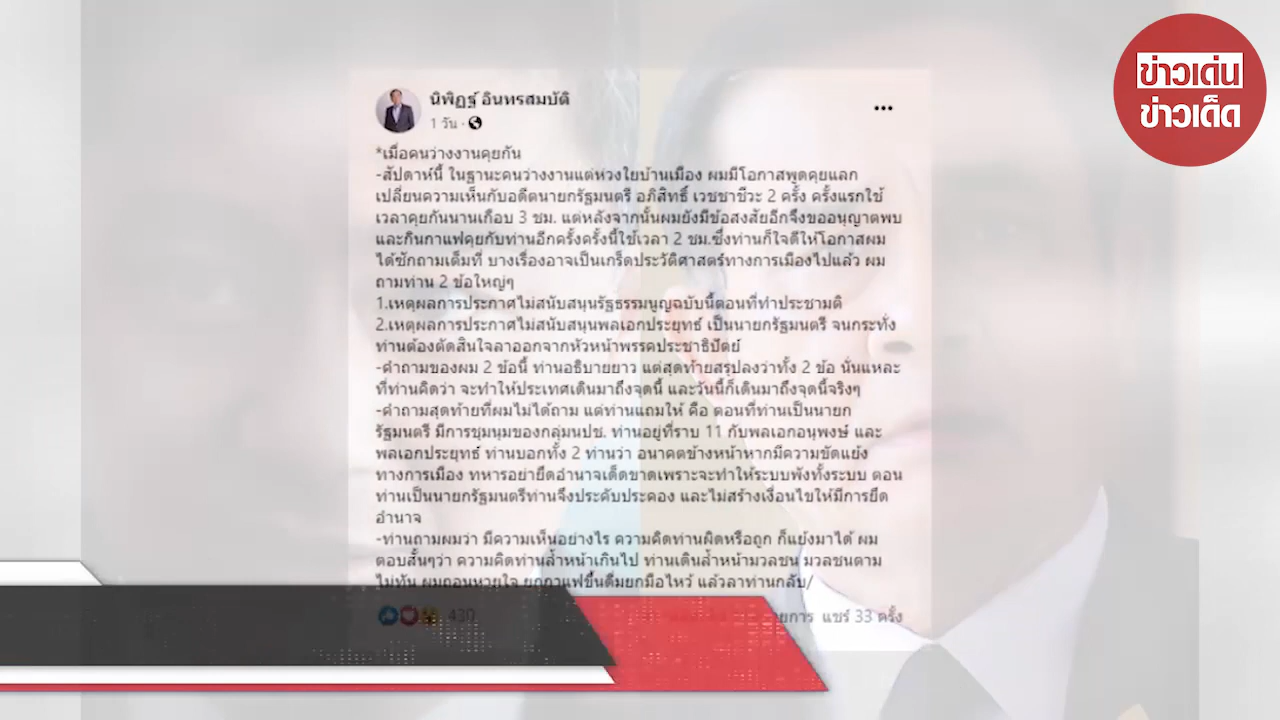 ข่าวเด่น
ข่าวเด็ด
นิพิฏฐ์ อินทรสมบัติ
1 วัน ·
*เมื่อคนว่างงานคุยกัน
-สัปดาห์นี้ ในฐานะคนว่างงานแต่ห่วงใยบ้านเมือง ผมมีโอกาสพูดคุยแลก
เปลี่ยนความเห็นกับอดีตนายกรัฐมนตรี อภิสิทธิ์ เวชชาชีวะ 2 ครั้ง ครั้งแรกใช้
เวลาคุยกันนานเกือบ 3 ชม. แต่หลังจากนั้นผมยังมีข้อสงสัยอีกจึงขออนุญาตพบ
และกินกาแฟคุยกับท่านอีกครั้งครั้งนี้ใช้เวลา 2 ชม.ซึ่งท่านก็ใจดีให้โอกาสผม
ได้ซักถามเต็มที่ บางเรื่องอาจเป็นเกร็ดประวัติศาสตร์ทางการเมืองไปแล้ว ผม
ถามท่าน 2 ข้อใหญ่ๆ
1.เหตุผลการประกาศไม่สนับสนุนรัฐธรรมนูญฉบับนี้ตอนที่ทำประชามติ
2.เหตุผลการประกาศไม่สนับสนุนพลเอกประยุทธ์ เป็นนายกรัฐมนตรี จนกระทั่ง
ท่านต้องตัดสินใจลาออกจากหัวหน้าพรรคประชาธิปัตย์
-คำถามของผม 2 ข้อนี้ ท่านอธิบายยาว แต่สุดท้ายสรุปลงว่าทั้ง 2 ข้อ นั่นแหละ
ที่ท่านคิดว่า จะทำให้ประเทศเดินมาถึงจุดนี้ และวันนี้ก็เดินมาถึงจุดนี้จริงๆ
-คำถามสุดท้ายที่ผมไม่ได้ถาม แต่ท่านแถมให้ คือ ตอนที่ท่านเป็นนายก
รัฐมนตรี มีการชุมนุมของกลุ่มนปช. ท่านอยู่ที่ราบ 11 กับพลเอกอนุพงษ์ และ
พลเอกประยุทธ์ ท่านบอกทั้ง 2 ท่านว่า อนาคตข้างหน้าหากมีความขัดแย้ง
ทางการเมือง ทหารอย่ายึดอำนาจเด็ดขาดเพราะจะทำให้ระบบพังทั้งระบบ ตอน
ท่านเป็นนายกรัฐมนตรีท่านจึงประคับประคอง และไม่สร้างเงื่อนไขให้มีการยึด
อำนาจ
-ท่านถามผมว่า มีความเห็นอย่างไร ความคิดท่านผิดหรือถูก ก็แย้งมาได้ ผม
ตอบสั้นๆว่า ความคิดท่านล้ำหน้าเกินไป ท่านเดินล้ำหน้ามวลชน มวลชนตาม
ไม่ทัน ผมถอนหายใจ ยกกาแฟขึ้นดื่มยกมือไหว้ แล้วลาท่านกลับ/
430 แชร์ 33 ครั้ง